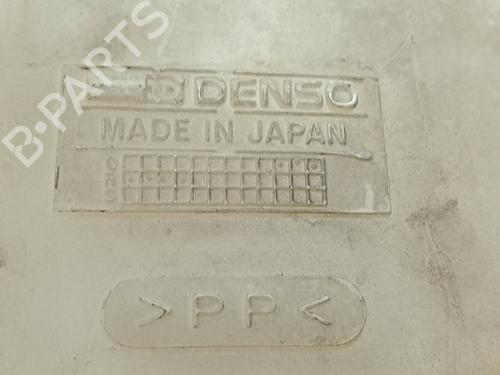 DENSO
MADE IN JAPAN
>PP<
B-PARTS